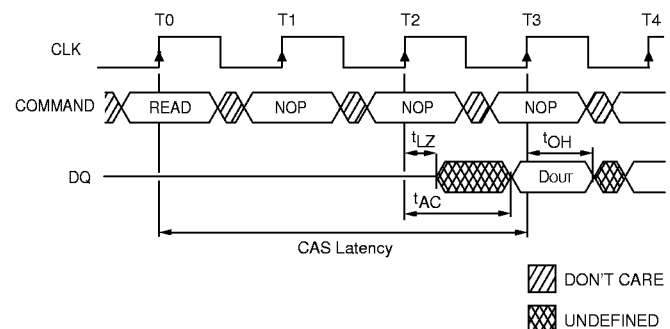 T0 T1 T2 T3 T4
CLK
COMMAND READ NOP NOP NOP
tLZ tOH
DQ DOUT
tAC
CAS Latency
DON'T CARE
UNDEFINED